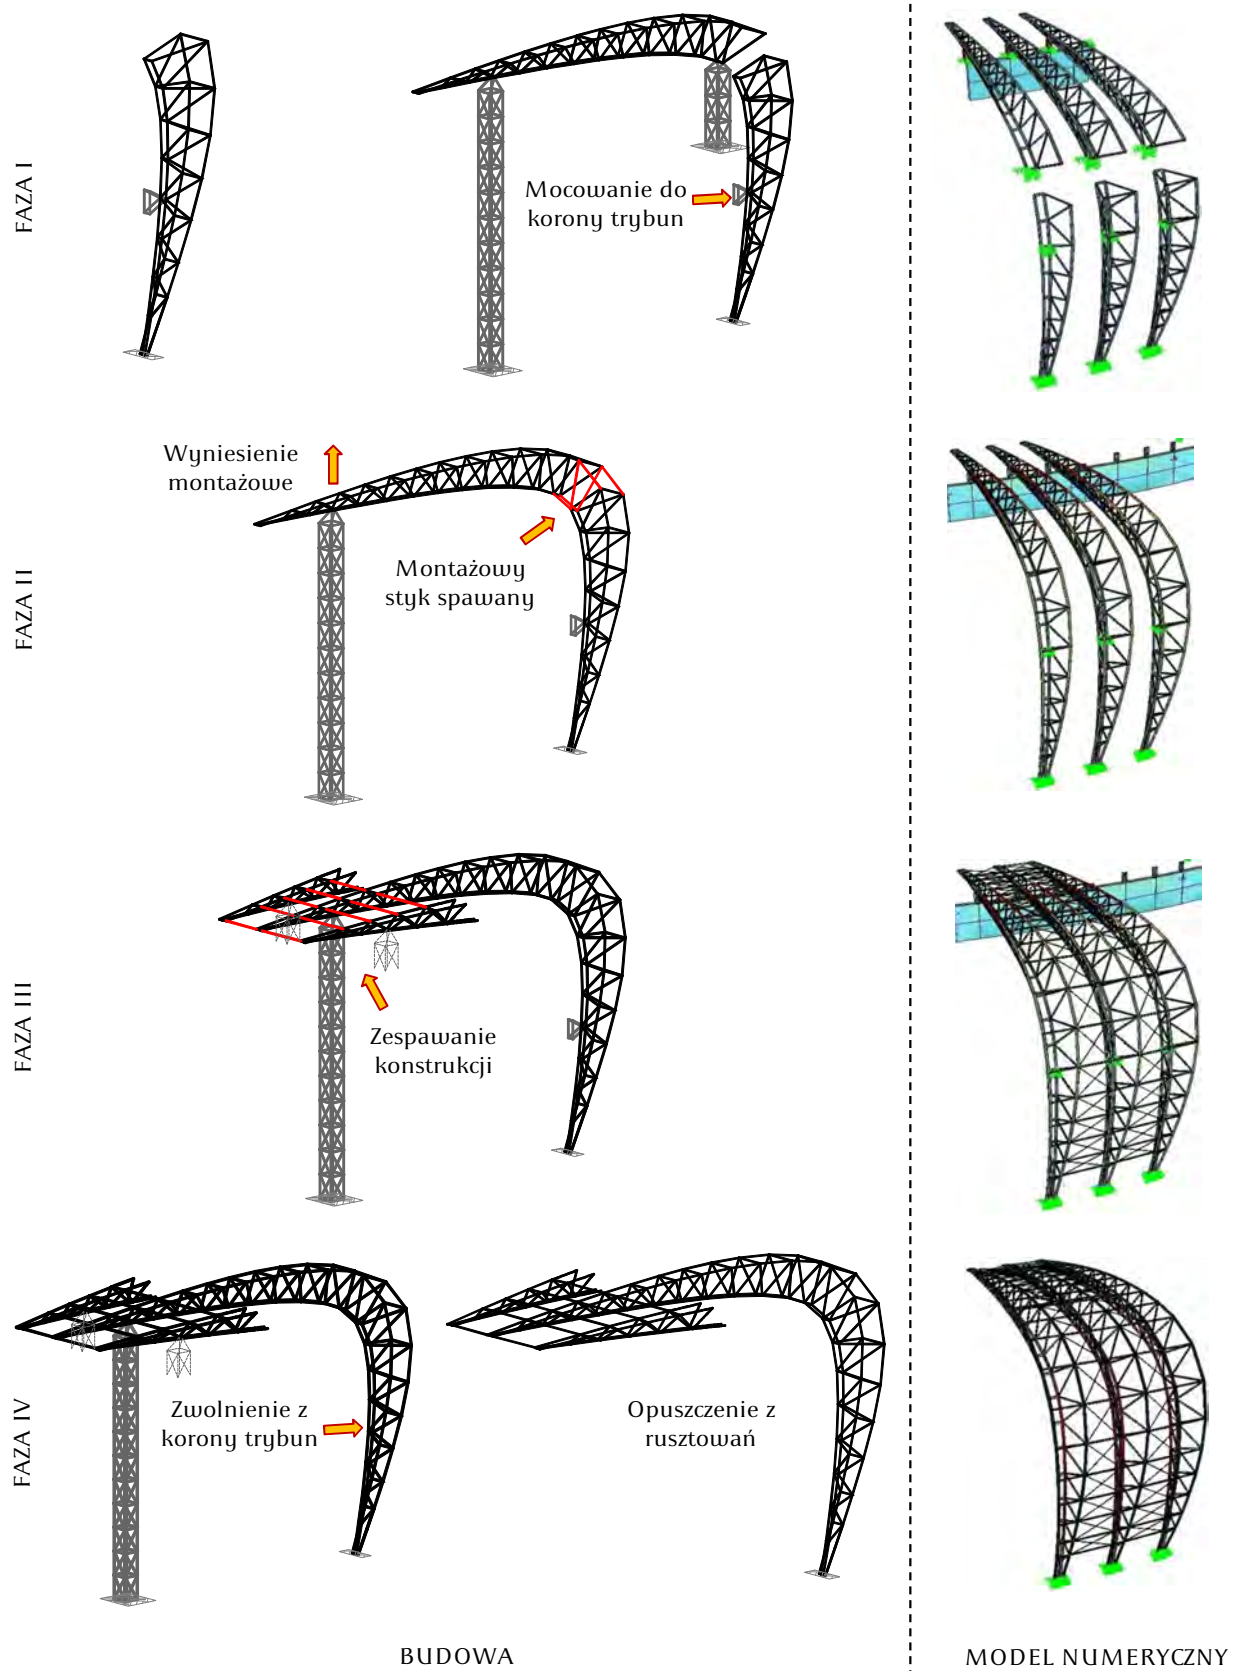 FAZA I
Mocowanie do
korony trybun
FAZA II
Wyniesienie
montażowe
Montażowy
styk spawany
FAZA III
Zespawanie
konstrukcji
FAZA IV
Zwolnienie z
korony trybun
Opuszczenie z
rusztowań
BUDOWA
MODEL NUMERYCZNY